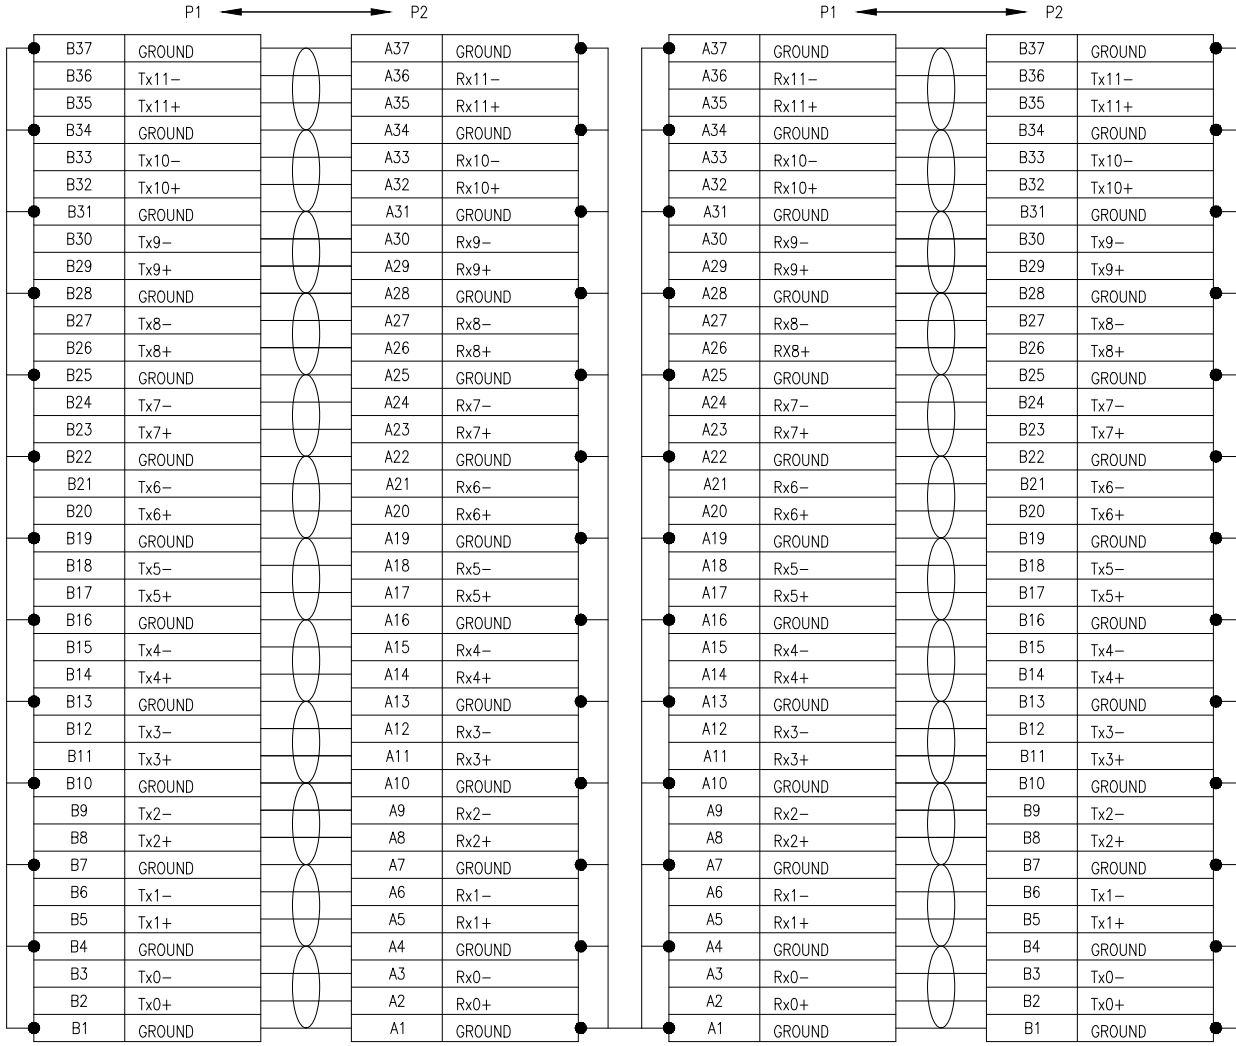 P1 P2 P1 P2
B37 GROUND A37 GROUND A37 GROUND B37 GROUND
B36 Tx11− A36 Rx11− A36 Rx11− B36 Tx11−
B35 Tx11+ A35 Rx11+ A35 Rx11+ B35 Tx11+
B34 GROUND A34 GROUND A34 GROUND B34 GROUND
B33 Tx10− A33 Rx10− A33 Rx10− B33 Tx10−
B32 Tx10+ A32 Rx10+ A32 Rx10+ B32 Tx10+
B31 GROUND A31 GROUND A31 GROUND B31 GROUND
B30 Tx9− A30 Rx9− A30 Rx9− B30 Tx9−
B29 Tx9+ A29 Rx9+ A29 Rx9+ B29 Tx9+
B28 GROUND A28 GROUND A28 GROUND B28 GROUND
B27 Tx8− A27 Rx8− A27 Rx8− B27 Tx8−
B26 Tx8+ A26 Rx8+ A26 RX8+ B26 Tx8+
B25 GROUND A25 GROUND A25 GROUND B25 GROUND
B24 Tx7− A24 Rx7− A24 Rx7− B24 Tx7−
B23 Tx7+ A23 Rx7+ A23 Rx7+ B23 Tx7+
B22 GROUND A22 GROUND A22 GROUND B22 GROUND
B21 Tx6− A21 Rx6− A21 Rx6− B21 Tx6−
B20 Tx6+ A20 Rx6+ A20 Rx6+ B20 Tx6+
B19 GROUND A19 GROUND A19 GROUND B19 GROUND
B18 Tx5− A18 Rx5− A18 Rx5− B18 Tx5−
B17 Tx5+ A17 Rx5+ A17 Rx5+ B17 Tx5+
B16 GROUND A16 GROUND A16 GROUND B16 GROUND
B15 Tx4− A15 Rx4− A15 Rx4− B15 Tx4−
B14 Tx4+ A14 Rx4+ A14 Rx4+ B14 Tx4+
B13 GROUND A13 GROUND A13 GROUND B13 GROUND
B12 Tx3− A12 Rx3− A12 Rx3− B12 Tx3−
B11 Tx3+ A11 Rx3+ A11 Rx3+ B11 Tx3+
B10 GROUND A10 GROUND A10 GROUND B10 GROUND
B9 Tx2− A9 Rx2− A9 Rx2− B9 Tx2−
B8 Tx2+ A8 Rx2+ A8 Rx2+ B8 Tx2+
B7 GROUND A7 GROUND A7 GROUND B7 GROUND
B6 Tx1− A6 Rx1− A6 Rx1− B6 Tx1−
B5 Tx1+ A5 Rx1+ A5 Rx1+ B5 Tx1+
B4 GROUND A4 GROUND A4 GROUND B4 GROUND
B3 Tx0− A3 Rx0− A3 Rx0− B3 Tx0−
B2 Tx0+ A2 Rx0+ A2 Rx0+ B2 Tx0+
B1 GROUND A1 GROUND A1 GROUND B1 GROUND